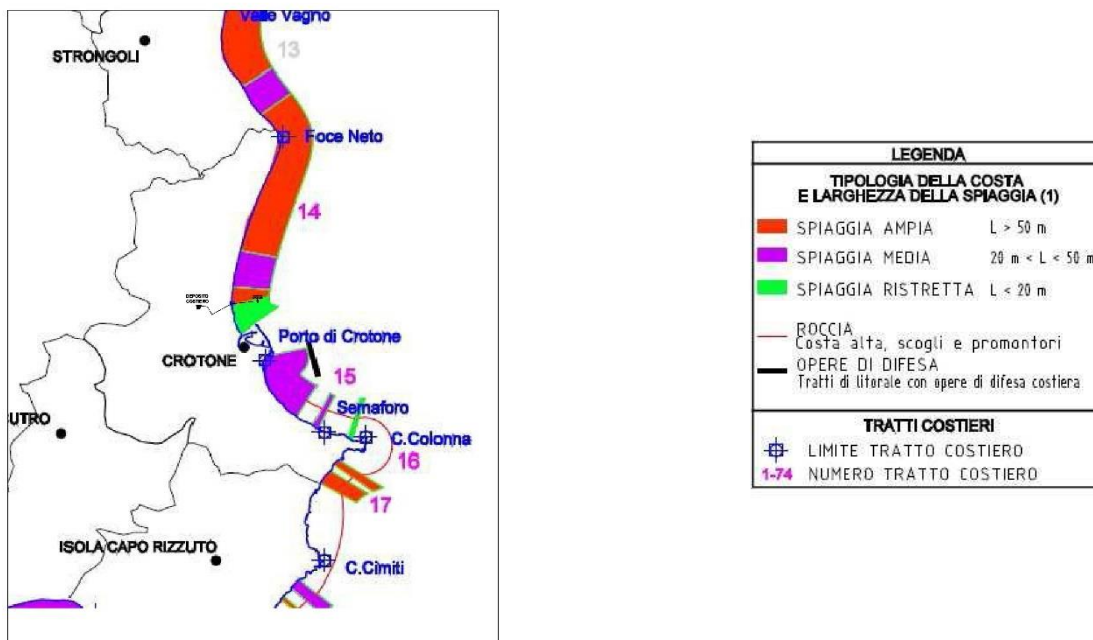 Valle Vagno
STRONGOLI
13
Foce Neto
14
DEPOSITO
COSTIERO
Porto di Crotone
CROTONE
15
Semaforo
UTRO
C.Colonna
16
17
ISOLA CAPO RIZZUTO
C.Cimiti
LEGENDA
TIPOLOGIA DELLA COSTA
E LARGHEZZA DELLA SPIAGGIA (1)
SPIAGGIA AMPIA L > 50 m
SPIAGGIA MEDIA 20 m < L < 50 m
SPIAGGIA RISTRETTA L < 20 m
ROCCIA
Costa alta, scogli e promontori
OPERE DI DIFESA
Tratti di litorale con opere di difesa costiera
TRATTI COSTIERI
LIMITE TRATTO COSTIERO
1-74 NUMERO TRATTO COSTIERO